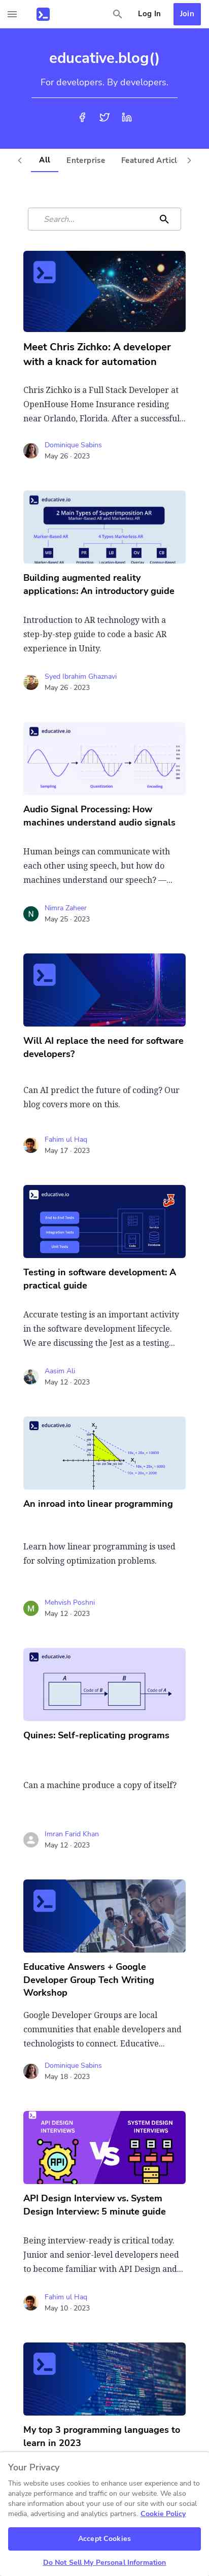 Log In
Join
educative.blog()
For developers. By developers.
All
Enterprise
Featured Articl
Search...
Meet Chris Zichko: A developer
with a knack for automation
Chris Zichko is a Full Stack Developer at
OpenHouse Home Insurance residing
near Orlando, Florida. After a successful...
Dominique Sabins
May 26 · 2023
educative.io
2 Main Types of Superimposition AR
Marker-Based AR and Markerless AR
Marker-Based AR
Markerless AR
Building augmented reality
applications: An introductory guide
Introduction to AR technology with a
step-by-step guide to code a basic AR
experience in Unity.
Syed Ibrahim Ghaznavi
May 26 · 2023
educative.io
Sampling
Quantization
Encoding
Audio Signal Processing: How
machines understand audio signals
Human beings can communicate with
each other using speech, but how do
machines understand our speech? —...
N
Nimra Zaheer
May 25 · 2023
Will AI replace the need for software
developers?
Can AI predict the future of coding? Our
blog covers more on this.
Fahim ul Haq
May 17 · 2023
educative.io
End-to-End Tests
Integration Tests
Unit Tests
Testing in software development: A
practical guide
Accurate testing is an important activity
in the software development lifecycle.
We are discussing the Jest as a testing...
Aasim Ali
May 12 · 2023
educative.io
An inroad into linear programming
Learn how linear programming is used
for solving optimization problems.
M
Mehvish Poshni
May 12 · 2023
educative.io
A
B
Code of B
Code of A
Quines: Self-replicating programs
Can a machine produce a copy of itself?
Imran Farid Khan
May 12 · 2023
Educative Answers + Google
Developer Group Tech Writing
Workshop
Google Developer Groups are local
communities that enable developers and
technologists to connect. Educative...
Dominique Sabins
May 18 · 2023
API DESIGN
INTERVIEWS
SYSTEM DESIGN
INTERVIEWS
API
VS
API Design Interview vs. System
Design Interview: 5 minute guide
Being interview-ready is critical today.
Junior and senior-level developers need
to become familiar with API Design and...
Fahim ul Haq
May 10 · 2023
My top 3 programming languages to
learn in 2023
Your Privacy
This website uses cookies to enhance user experience and to
analyze performance and traffic on our website. We also
share information about your use of our site with our social
media, advertising and analytics partners. Cookie Policy
Accept Cookies
Do Not Sell My Personal Information